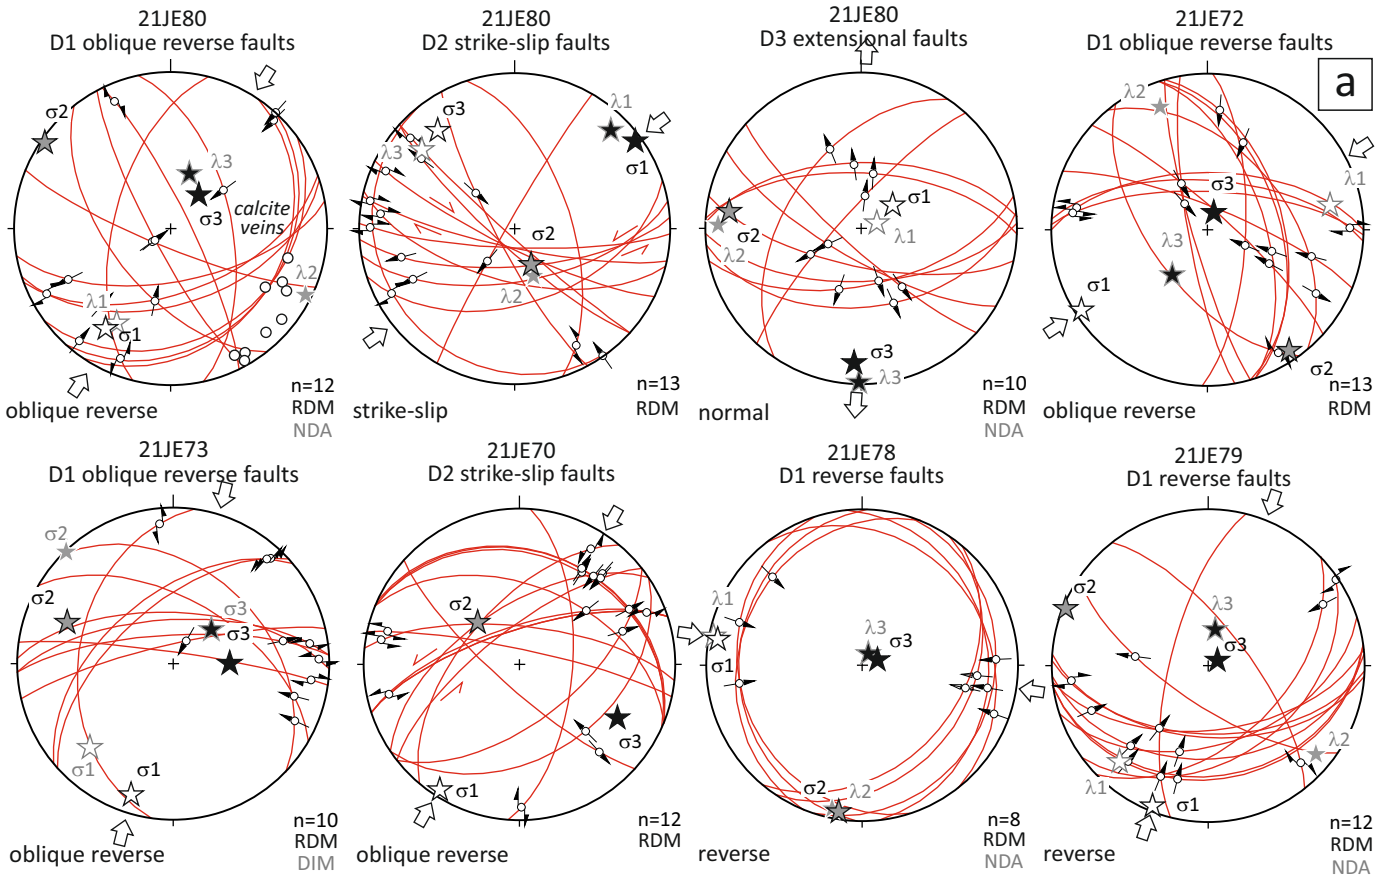 21JE80
D1 oblique reverse faults
σ2
λ3
σ3
calcite
veins
λ2
λ1
σ1
n=12
RDM
NDA
oblique reverse
21JE80
D2 strike-slip faults
λ1
σ3
σ1
λ3
σ2
λ2
n=13
RDM
strike-slip
21JE80
D3 extensional faults
σ1
σ2
λ1
λ2
σ3
λ3
n=10
RDM
NDA
normal
21JE72
D1 oblique reverse faults
a
λ2
λ1
σ3
λ3
σ1
σ2
n=13
RDM
oblique reverse
21JE73
D1 oblique reverse faults
σ2
σ2
σ3
σ3
σ1
σ1
n=10
RDM
DIM
oblique reverse
21JE70
D2 strike-slip faults
σ2
σ3
σ1
n=12
RDM
oblique reverse
21JE78
D1 reverse faults
λ1
σ1
λ3
σ3
σ2
λ2
n=8
RDM
NDA
reverse
21JE79
D1 reverse faults
σ2
λ3
σ3
λ2
λ1
σ1
n=12
RDM
NDA
reverse